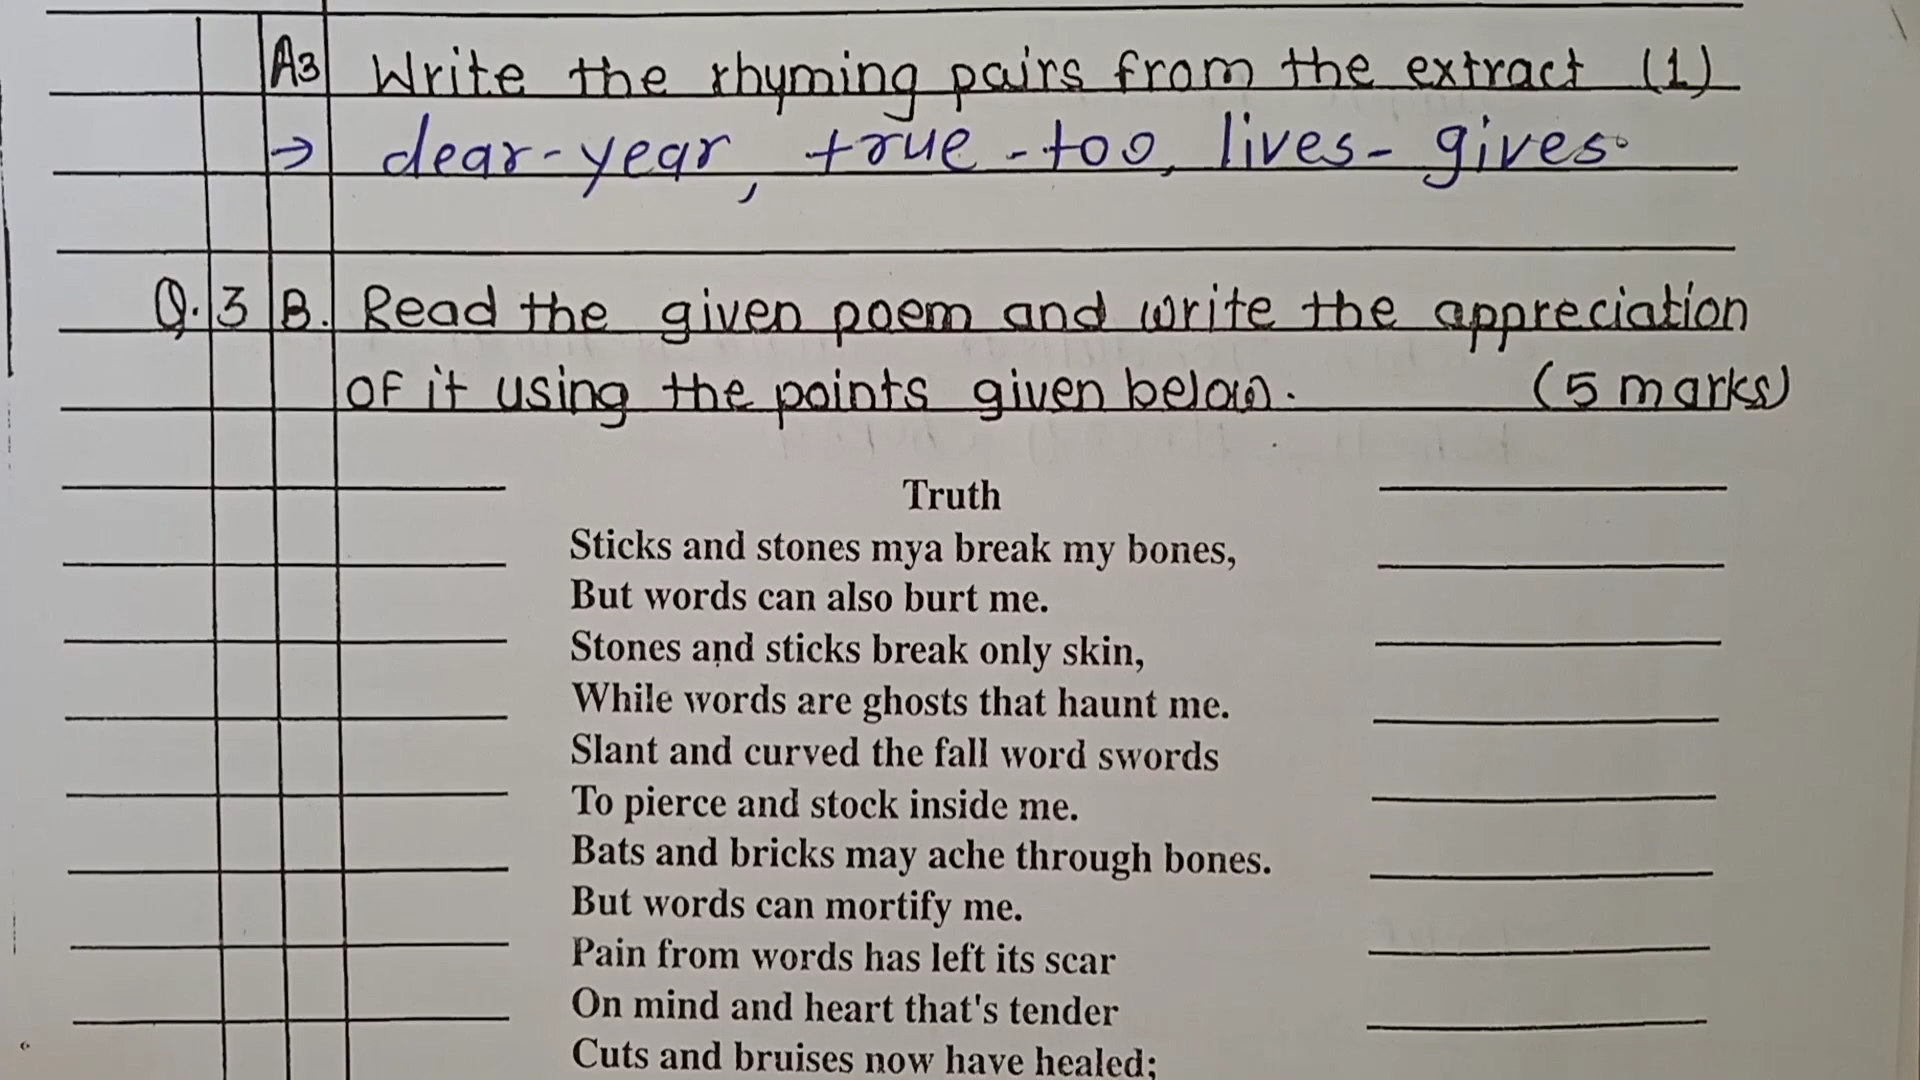 A3 Write the rhyming pairs from the extract (1)
→ dear-year, true-too, lives-gives.
Q.3 B. Read the given poem and write the appreciation
of it using the points given below. (5 marks)
Truth
Sticks and stones mya break my bones,
But words can also burt me.
Stones and sticks break only skin,
While words are ghosts that haunt me.
Slant and curved the fall word swords
To pierce and stock inside me.
Bats and bricks may ache through bones.
But words can mortify me.
Pain from words has left its scar
On mind and heart that's tender
Cuts and bruises now have healed;